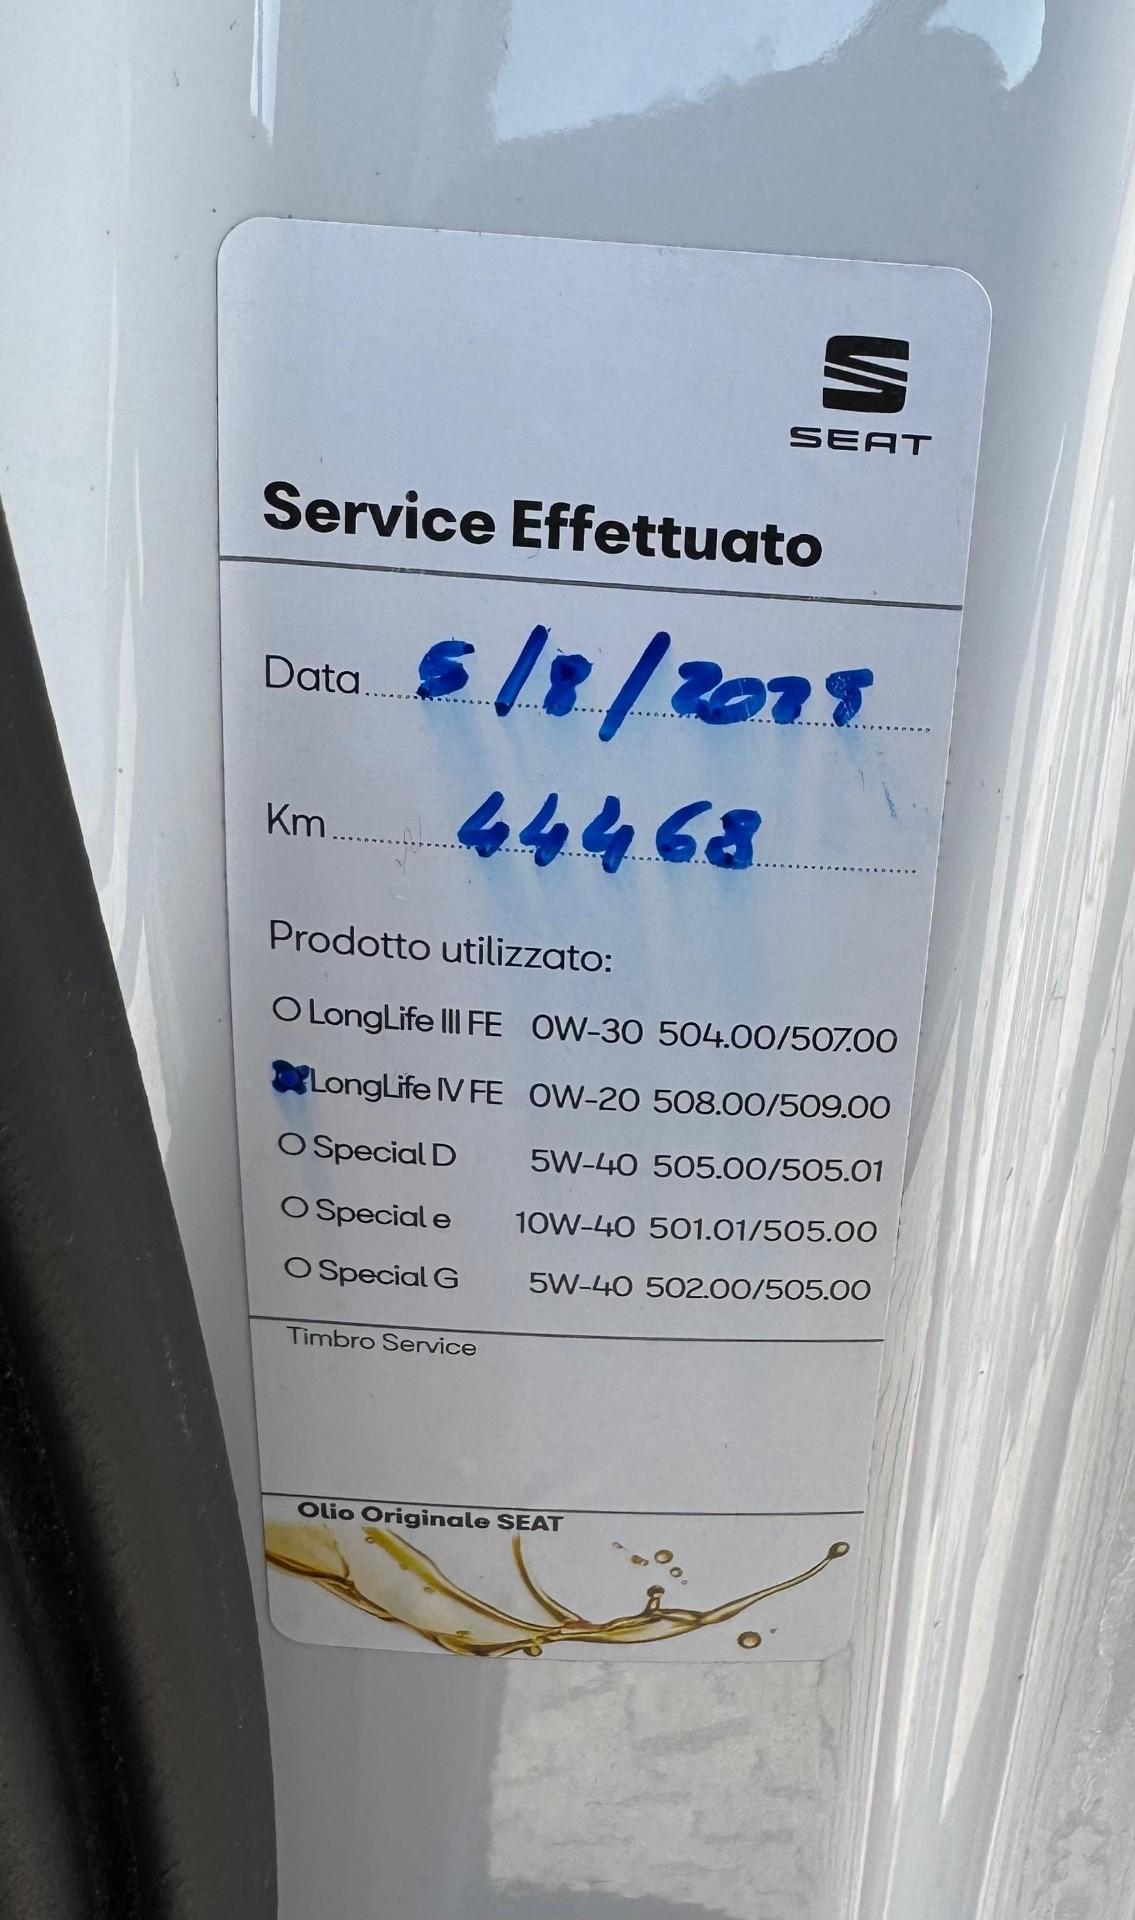 SEAT
Service Effettuato
Data 5/8/2025
Km 44468
Prodotto utilizzato:
LongLife III FE 0W-30 504.00/507.00
LongLife IV FE 0W-20 508.00/509.00
Special D 5W-40 505.00/505.01
Special e 10W-40 501.01/505.00
Special G 5W-40 502.00/505.00
Timbro Service
Olio Originale SEAT